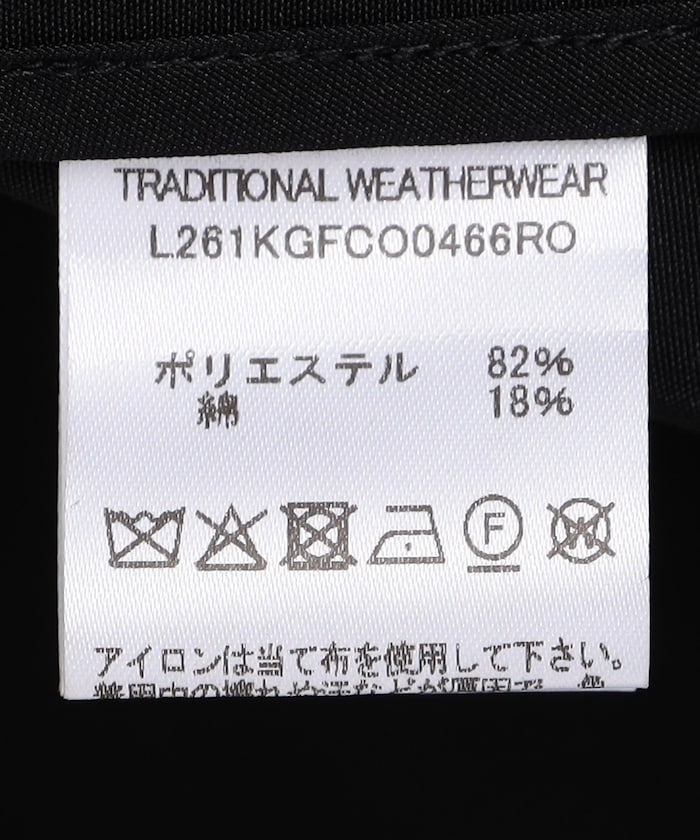 TRADITIONAL WEATHERWEAR
L261KGFCO0466RO
ポリエステル 82%
綿 18%
F
W
アイロンは当て布を使用して下さい。